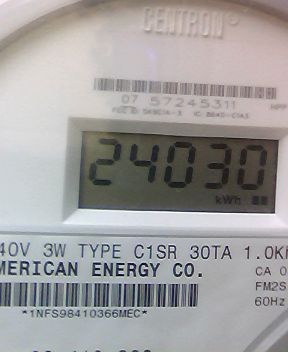 CENTRON®
07 57245311
24030
kWh
40V 3W TYPE C1SR 30TA 1.0K
MERICAN ENERGY CO.
CA 0
FM2S
60Hz
*1NFS98410366MEC*